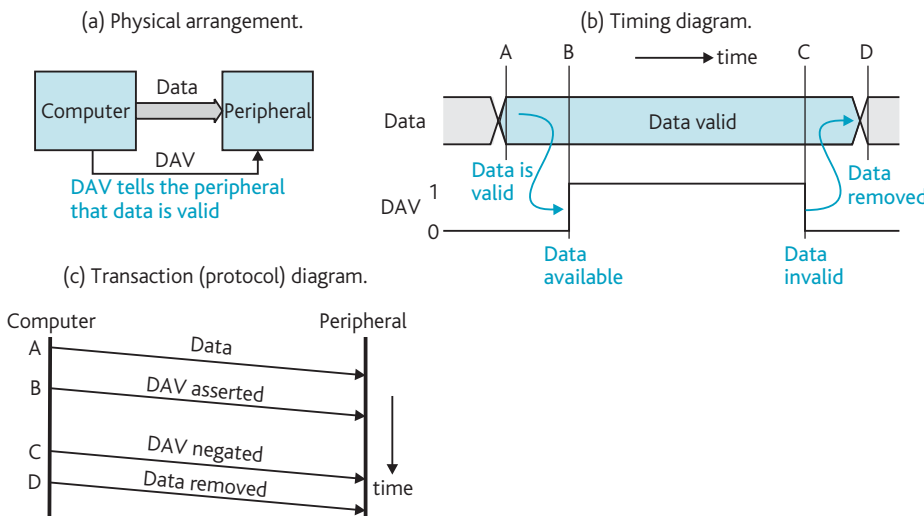 (a) Physical arrangement.
Computer
Data
Peripheral
DAV
DAV tells the peripheral
that data is valid
(b) Timing diagram.
A
B
time
C
D
Data
Data valid
Data is
valid
Data
removed
DAV
1
0
Data
available
Data
invalid
(c) Transaction (protocol) diagram.
Computer
Peripheral
A
Data
B
DAV asserted
C
DAV negated
D
Data removed
time